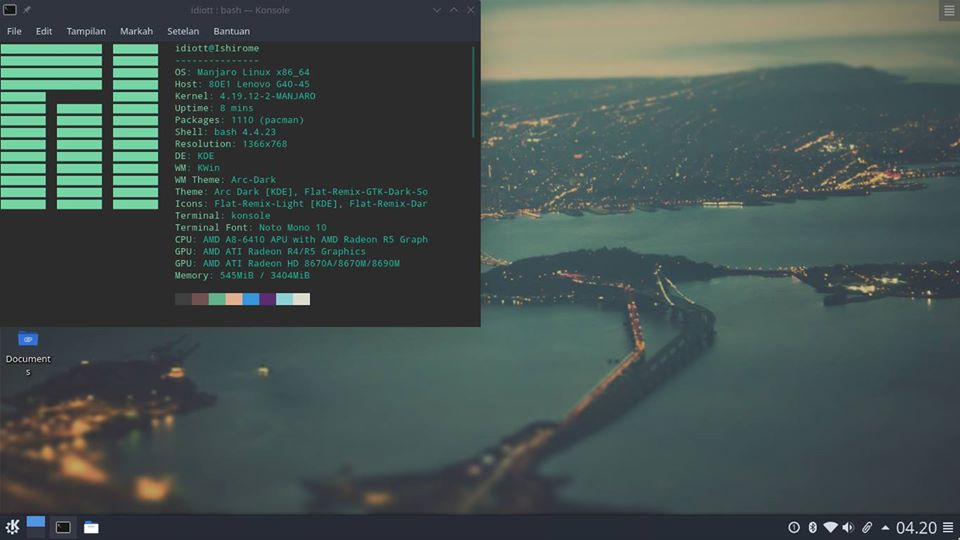 idiott : bash — Konsole
File Edit Tampilan Markah Setelan Bantuan
idiott@Ishirome
---------------
OS: Manjaro Linux x86_64
Host: 80E1 Lenovo G40-45
Kernel: 4.19.12-2-MANJARO
Uptime: 8 mins
Packages: 1110 (pacman)
Shell: bash 4.4.23
Resolution: 1366x768
DE: KDE
WM: KWin
WM Theme: Arc-Dark
Theme: Arc Dark [KDE], Flat-Remix-GTK-Dark-So
Icons: Flat-Remix-Light [KDE], Flat-Remix-Dar
Terminal: konsole
Terminal Font: Noto Mono 10
CPU: AMD A8-6410 APU with AMD Radeon R5 Graph
GPU: AMD ATI Radeon R4/R5 Graphics
GPU: AMD ATI Radeon HD 8670A/8670M/8690M
Memory: 545MiB / 3404MiB
Document
s
04.20